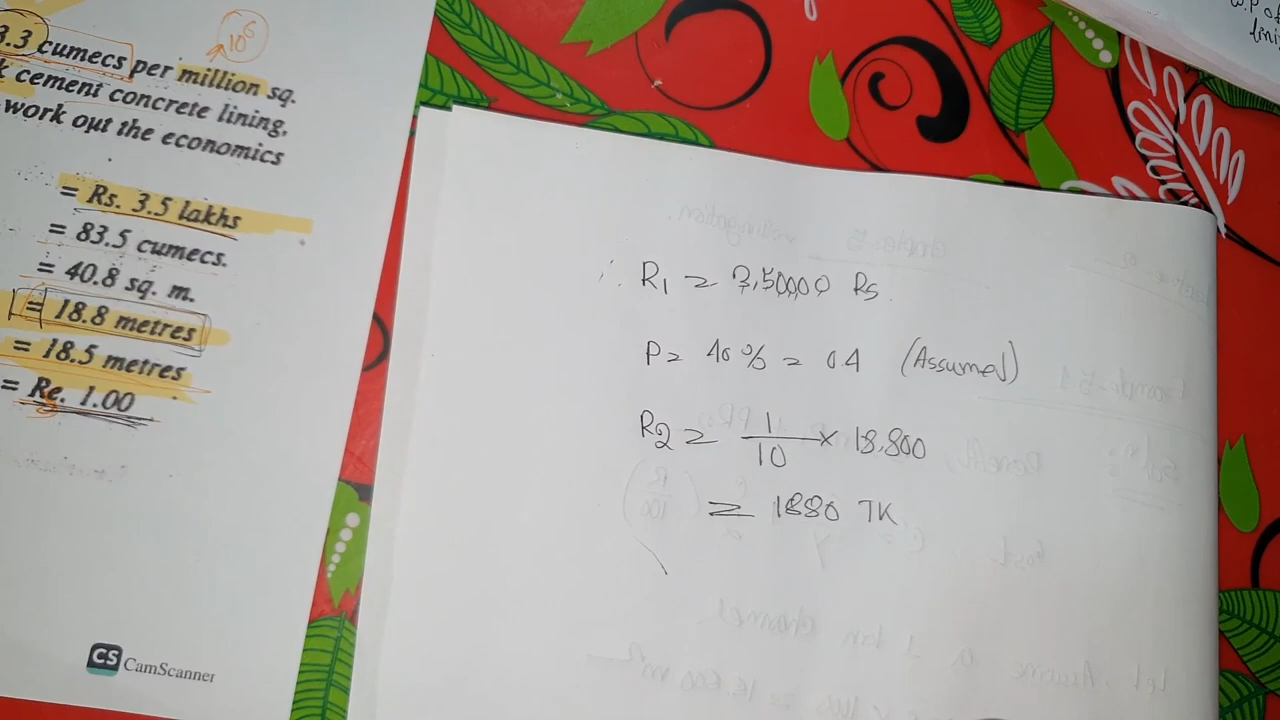 3.3 cumecs per million sq.
10⁶
k cement concrete lining,
work out the economics
= Rs. 3.5 lakhs
= 83.5 cumecs.
= 40.8 sq. m.
= 18.8 metres
= 18.5 metres
= Re. 1.00
CS CamScanner
∴ R₁ = 3,50000 Rs.
P = 40% = 0.4 (Assumed)
R₂ = 1/10 × 18,800
= 1880 TK
W.P of